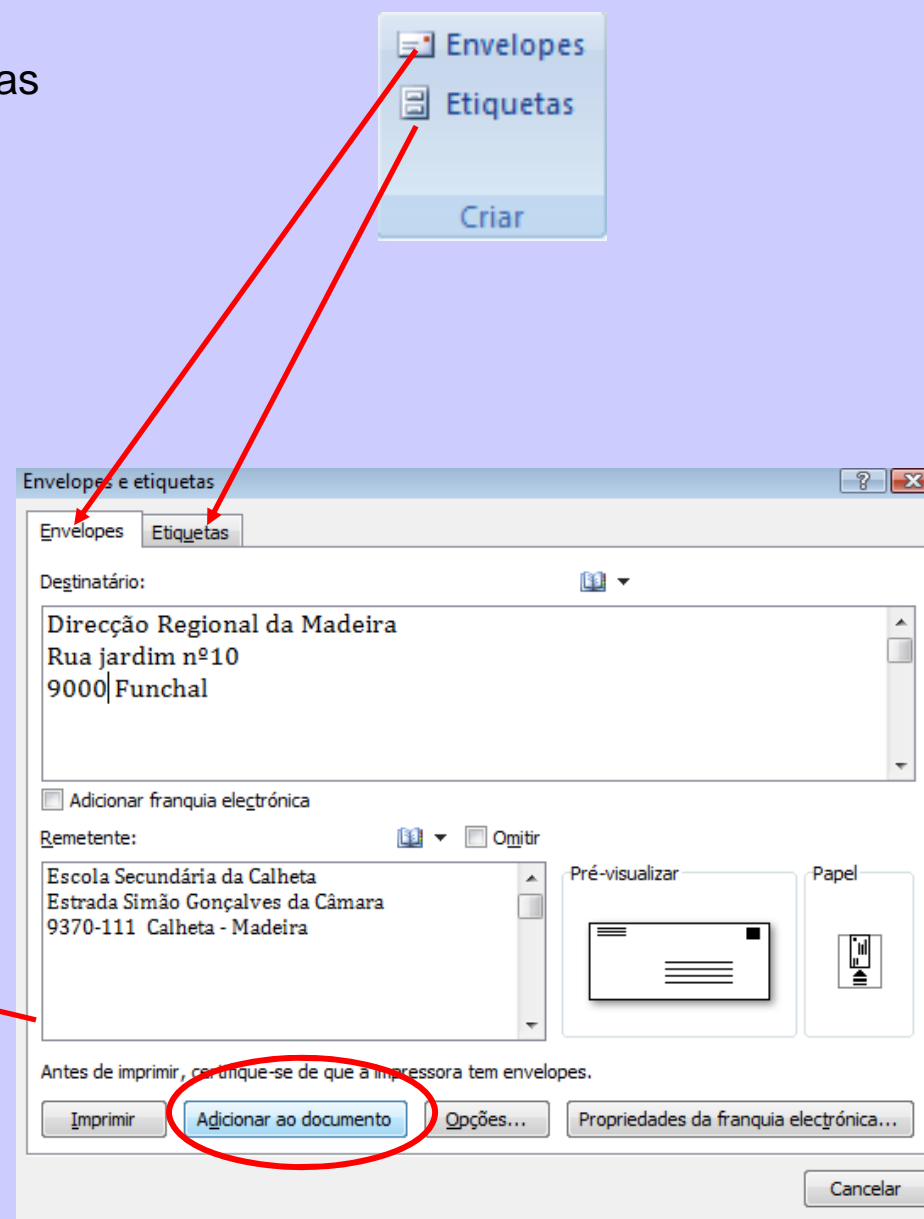 as
Envelopes
Etiquetas
Criar
Envelopes e etiquetas
Envelopes Etiquetas
Destinatário:
Direcção Regional da Madeira
Rua jardim nº10
9000 Funchal
Adicionar franquia electrónica
Remetente: Omitir
Escola Secundária da Calheta
Estrada Simão Gonçalves da Câmara
9370-111 Calheta - Madeira
Pré-visualizar Papel
Antes de imprimir, certifique-se de que a impressora tem envelopes.
Imprimir Adicionar ao documento Opções... Propriedades da franquia electrónica...
Cancelar